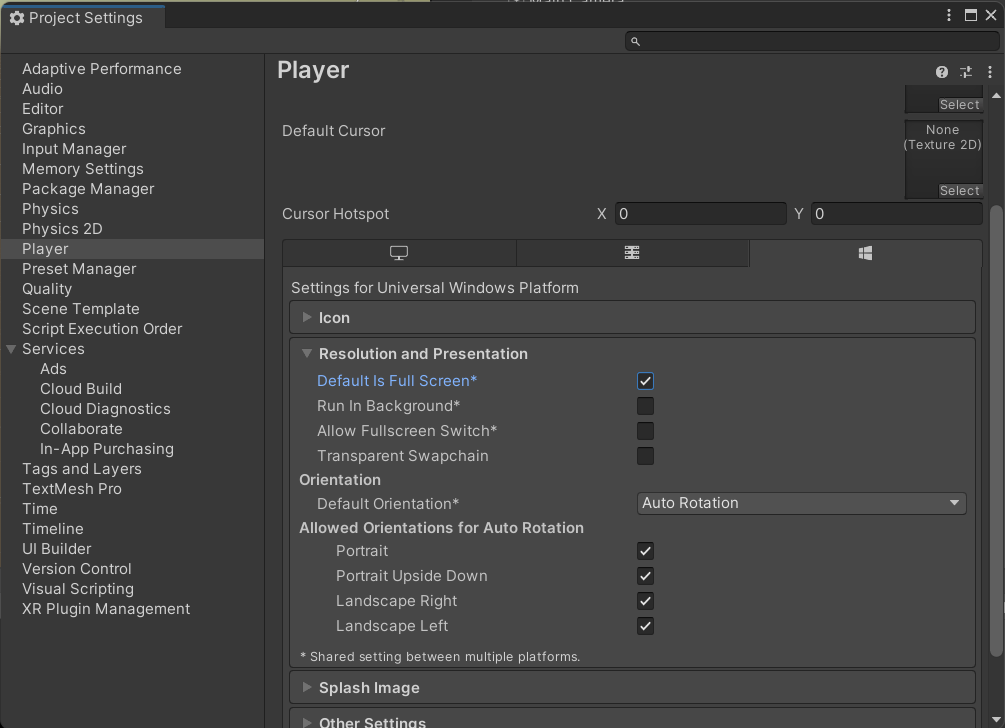 Project Settings
Adaptive Performance
Audio
Editor
Graphics
Input Manager
Memory Settings
Package Manager
Physics
Physics 2D
Player
Preset Manager
Quality
Scene Template
Script Execution Order
Services
Ads
Cloud Build
Cloud Diagnostics
Collaborate
In-App Purchasing
Tags and Layers
TextMesh Pro
Time
Timeline
UI Builder
Version Control
Visual Scripting
XR Plugin Management
Player
Select
Default Cursor
None
(Texture 2D)
Select
Cursor Hotspot X 0 Y 0
Settings for Universal Windows Platform
Icon
Resolution and Presentation
Default Is Full Screen*
Run In Background*
Allow Fullscreen Switch*
Transparent Swapchain
Orientation
Default Orientation* Auto Rotation
Allowed Orientations for Auto Rotation
Portrait
Portrait Upside Down
Landscape Right
Landscape Left
* Shared setting between multiple platforms.
Splash Image
Other Settings